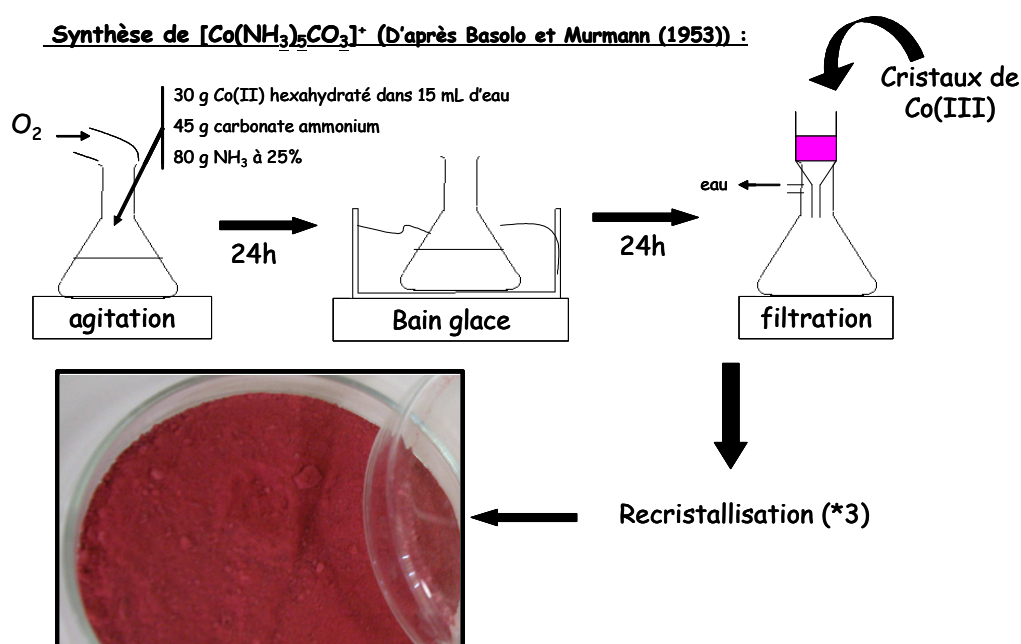 Synthèse de [Co(NH3)5CO3]+ (D'après Basolo et Murmann (1953)) :
Cristaux de
Co(III)
30 g Co(II) hexahydraté dans 15 mL d'eau
O2
45 g carbonate ammonium
80 g NH3 à 25%
eau
24h
24h
agitation
Bain glace
filtration
Recristallisation (*3)